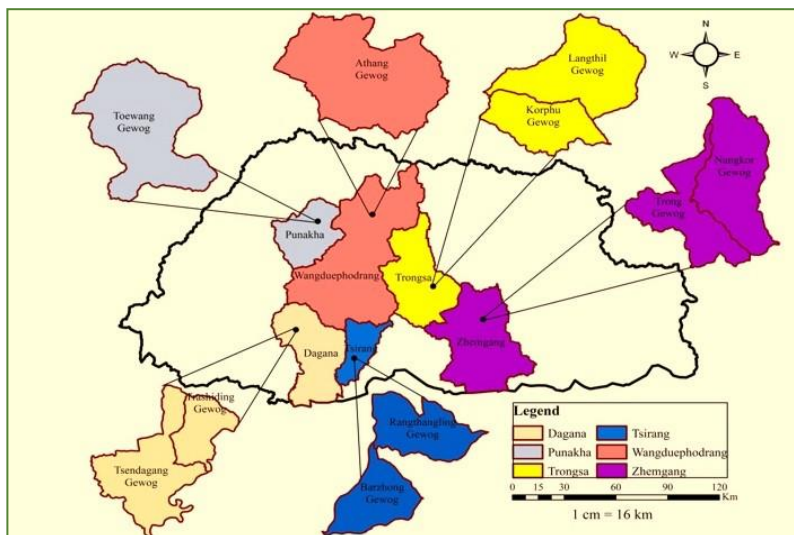 Athang
Gewog
Langthil
Gewog
Korphu
Gewog
N
W
E
S
Toewang
Gewog
Nangkor
Gewog
Trong
Gewog
Punakha
Wangduephodrang
Trongsa
Zhemgang
Dagana
Tsirang
Trashiding
Gewog
Tsendagang
Gewog
Rangthangling
Gewog
Barzhong
Gewog
Legend
Dagana
Tsirang
Punakha
Wangduephodrang
Trongsa
Zhemgang
0 15 30 60 90 120
Km
1 cm = 16 km